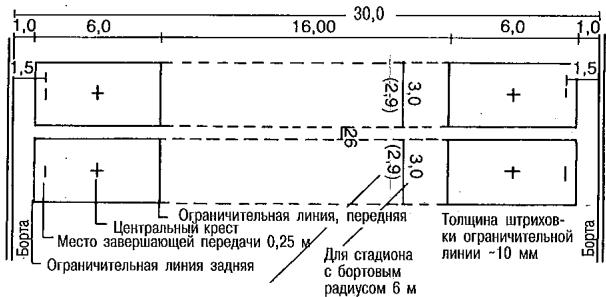 30,0
1,0 6,0 16,00 6,0 1,0
1,5 1,5
3,0
(2,9)
26
3,0
(2,9)
Ограничительная линия, передняя
Центральный крест
Место завершающей передачи 0,25 м
Ограничительная линия задняя
Борта
Для стадиона
с бортовым
радиусом 6 м
Толщина штрихов-
ки ограничительной
линии ~10 мм
Борта